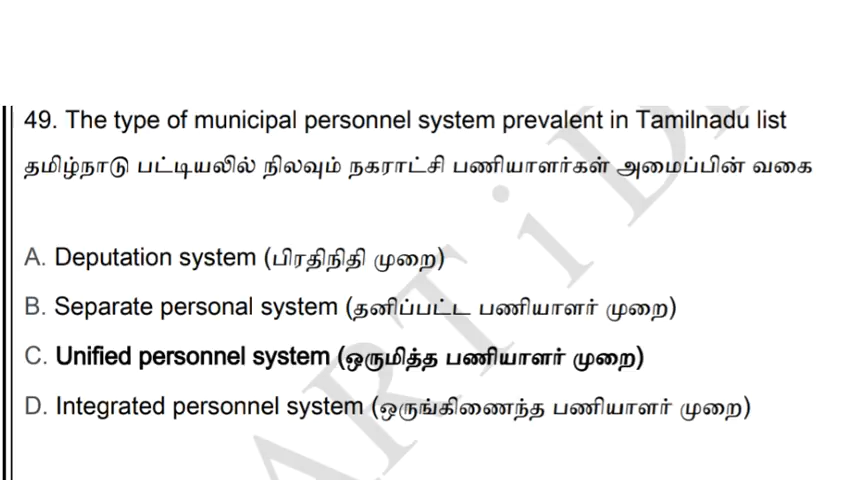 49. The type of municipal personnel system prevalent in Tamilnadu list
தமிழ்நாடு பட்டியலில் நிலவும் நகராட்சி பணியாளர்கள் அமைப்பின் வகை
A. Deputation system (பிரதிநிதி முறை)
B. Separate personal system (தனிப்பட்ட பணியாளர் முறை)
C. Unified personnel system (ஒருமித்த பணியாளர் முறை)
D. Integrated personnel system (ஒருங்கிணைந்த பணியாளர் முறை)